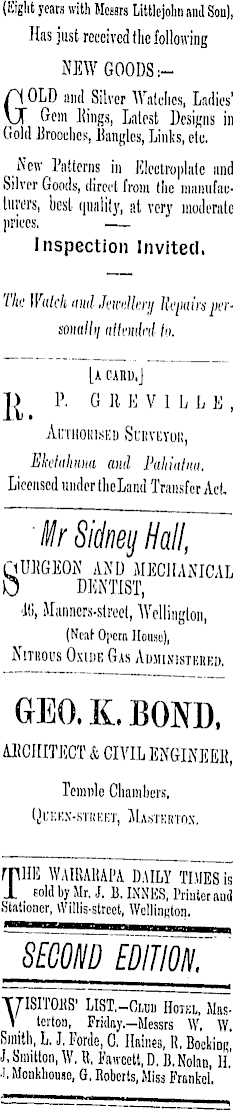 (Eight years with Messrs Littlejohn and Son),
Has just received the following
NEW GOODS:—
GOLD and Silver Watches, Ladies'
Gem Rings, Latest Designs in
Gold Brooches, Bangles, Links, etc.
New Patterns in Electroplate and
Silver Goods, direct from the manufac-
turers, best quality, at very moderate
prices.
Inspection Invited.
The Watch and Jewellery Repairs per-
sonally attended to.
[A CARD.]
R. P. GREVILLE,
AUTHORISED SURVEYOR,
Eketahuna and Pahiatua.
Licensed under the Land Transfer Act.
Mr Sidney Hall,
SURGEON AND MECHANICAL
DENTIST,
46, Manners-street, Wellington,
(Near Opera House),
NITROUS OXIDE GAS ADMINISTERED.
GEO. K. BOND,
ARCHITECT & CIVIL ENGINEER,
Temple Chambers,
QUEEN-STREET, MASTERTON.
THE WAIRARAPA DAILY TIMES is
sold by Mr. J. B. INNES, Printer and
Stationer, Willis-street, Wellington.
SECOND EDITION.
VISITORS' LIST.—CLUB HOTEL, Mas-
terton, Friday.—Messrs W. W.
Smith, L. J. Forde, C. Haines, R. Bocking,
J. Smitton, W. R. Fawcett, D. B. Nolan, H.
J. Monkhouse, G. Roberts, Miss Frankel.